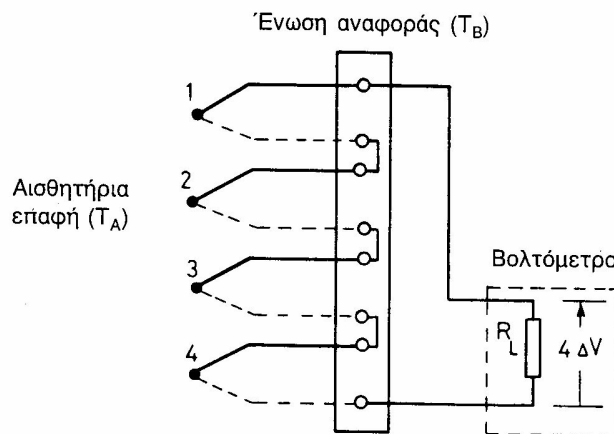 Ένωση αναφοράς (T_B)
1
2
Αισθητήρια
επαφή (T_A)
3
Βολτόμετρο
R_L
4 ΔV
4